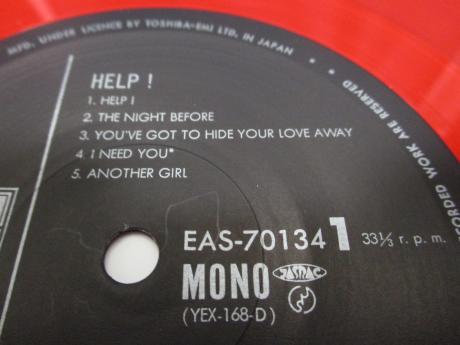 MFD. UNDER LICENCE BY TOSHIBA-EMI LTD. IN JAPAN
CORDED WORK ARE RESERVED
HELP !
1. HELP !
2. THE NIGHT BEFORE
3. YOU'VE GOT TO HIDE YOUR LOVE AWAY
4. I NEED YOU*
5. ANOTHER GIRL
EAS-70134 1 33⅓ r. p. m.
MONO JASRAC
(YEX-168-D)